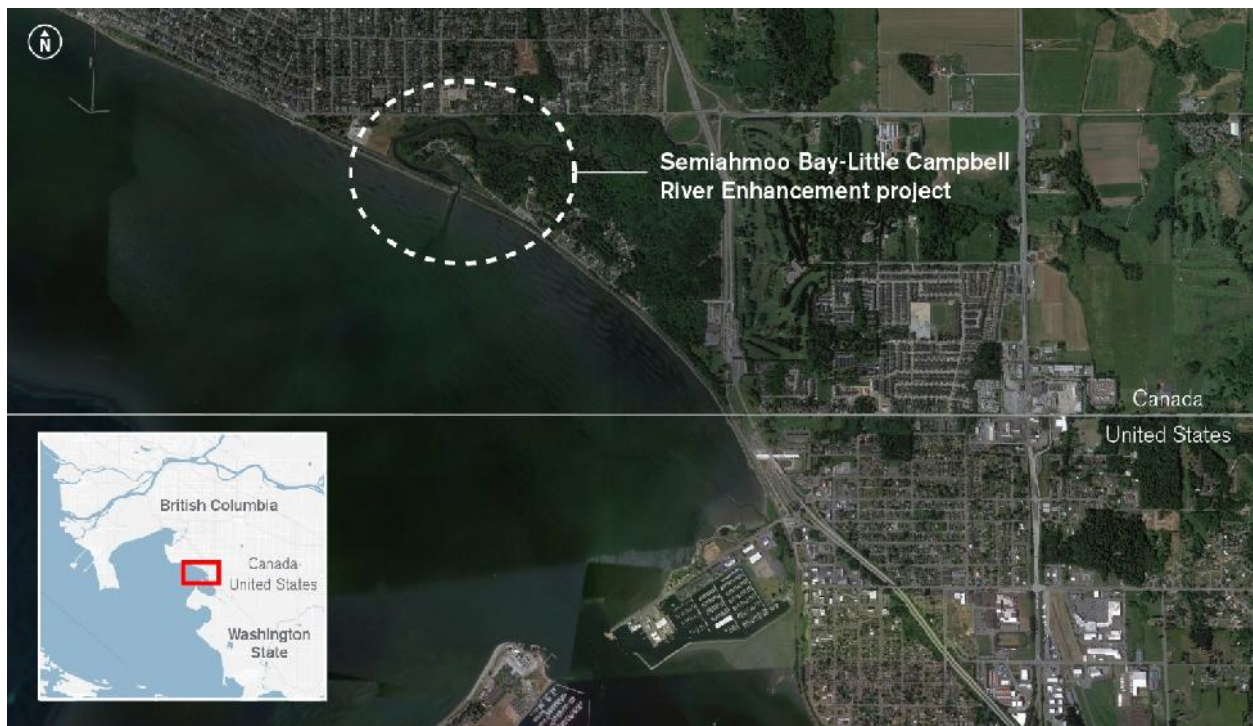 N
Semiahmoo Bay-Little Campbell
River Enhancement project
Canada
United States
British Columbia
Canada
United States
Washington
State